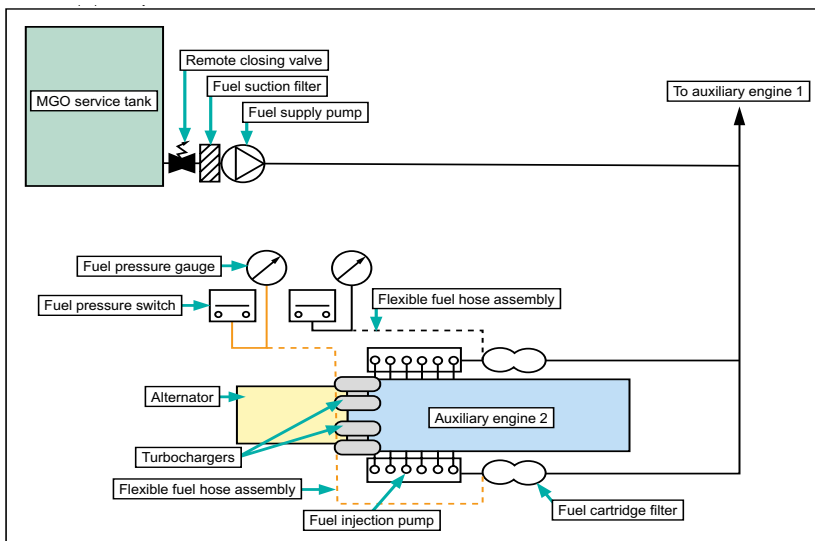 Remote closing valve
Fuel suction filter
MGO service tank
Fuel supply pump
To auxiliary engine 1
Fuel pressure gauge
Flexible fuel hose assembly
Fuel pressure switch
Alternator
Auxiliary engine 2
Turbochargers
Flexible fuel hose assembly
Fuel injection pump
Fuel cartridge filter